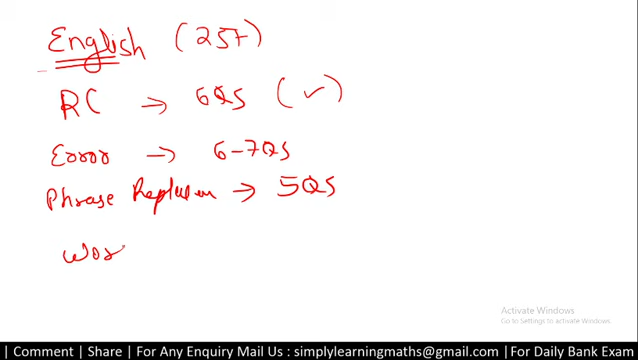 English (25+)
RC → 6QS (✓)
Error → 6-7QS
Phrase → 5QS
Wor
Activate Windows
Go to Settings to activate Windows.
| Comment | Share | For Any Enquiry Mail Us : simplylearningmaths@gmail.com | For Daily Bank Exam